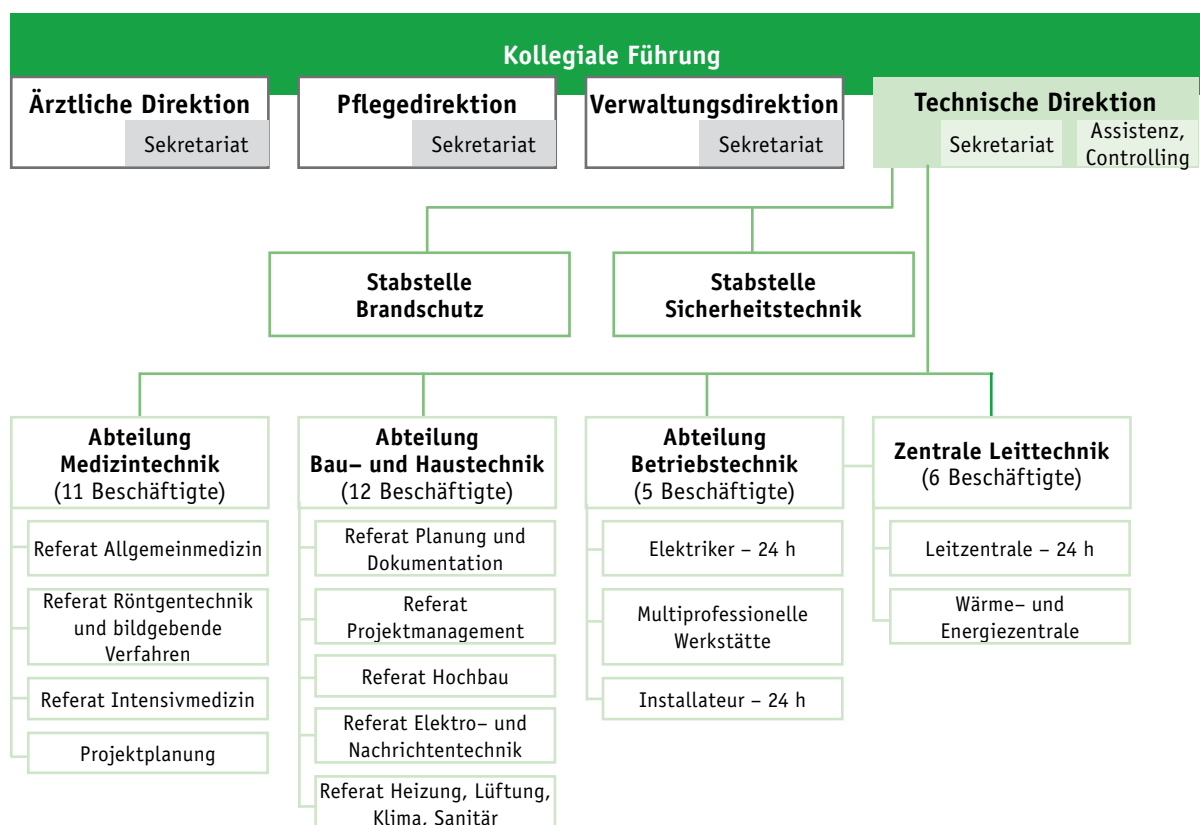 Kollegiale Führung
Ärztliche Direktion
Sekretariat
Pflegedirektion
Sekretariat
Verwaltungsdirektion
Sekretariat
Technische Direktion
Sekretariat
Assistenz,
Controlling
Stabstelle
Brandschutz
Stabstelle
Sicherheitstechnik
Abteilung
Medizintechnik
(11 Beschäftigte)
Referat Allgemeinmedizin
Referat Röntgentechnik
und bildgebende
Verfahren
Referat Intensivmedizin
Projektplanung
Abteilung
Bau– und Haustechnik
(12 Beschäftigte)
Referat Planung und
Dokumentation
Referat
Projektmanagement
Referat Hochbau
Referat Elektro– und
Nachrichtentechnik
Referat Heizung, Lüftung,
Klima, Sanitär
Abteilung
Betriebstechnik
(5 Beschäftigte)
Elektriker – 24 h
Multiprofessionelle
Werkstätte
Installateur – 24 h
Zentrale Leittechnik
(6 Beschäftigte)
Leitzentrale – 24 h
Wärme– und
Energiezentrale